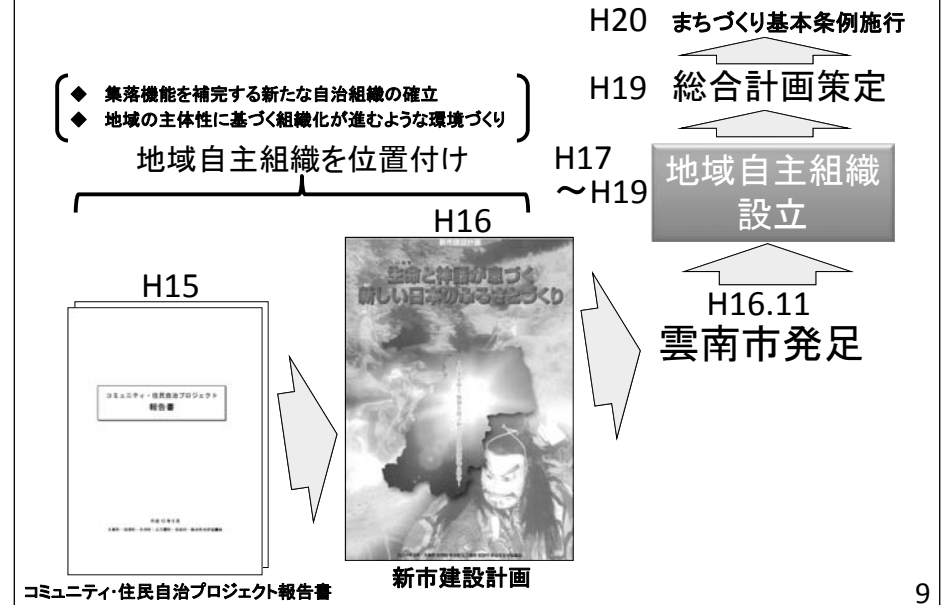 H20 まちづくり基本条例施行
H19 総合計画策定
◆ 集落機能を補完する新たな自治組織の確立
◆ 地域の主体性に基づく組織化が進むような環境づくり
地域自主組織を位置付け
H17
～H19
地域自主組織
設立
H16
H15
H16.11
雲南市発足
新市建設計画
生命と神話が息づく
新しい日本のふるさとづくり
コミュニティ・住民自治プロジェクト
報告書
コミュニティ・住民自治プロジェクト報告書
新市建設計画
9